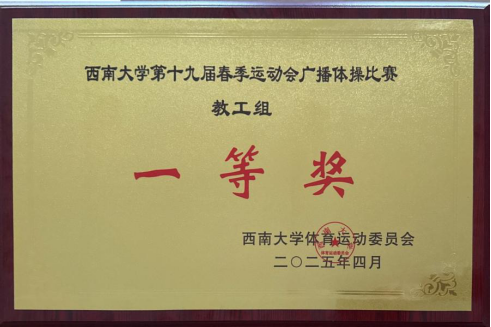 西南大学第十九届春季运动会广播体操比赛
教工组
一等奖
西南大学体育运动委员会
二〇二五年四月